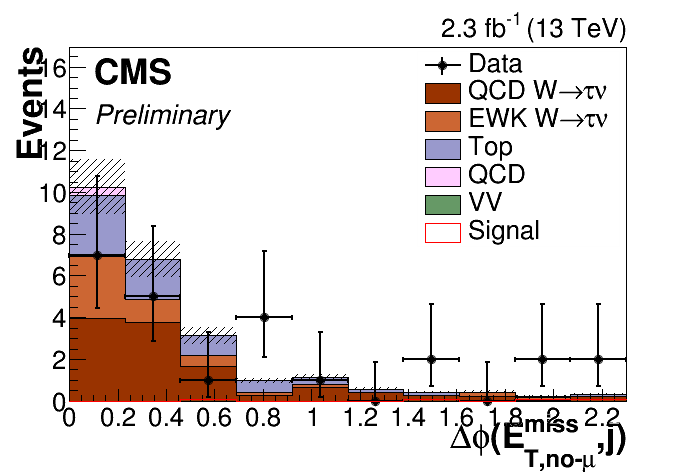 2.3 fb⁻¹ (13 TeV)
Events
CMS
Preliminary
Data
QCD W→τν
EWK W→τν
Top
QCD
VV
Signal
16
14
12
10
8
6
4
2
0
0 0.2 0.4 0.6 0.8 1 1.2 1.4 1.6 1.8 2 2.2
Δϕ(E^miss_T,no-μ,j)